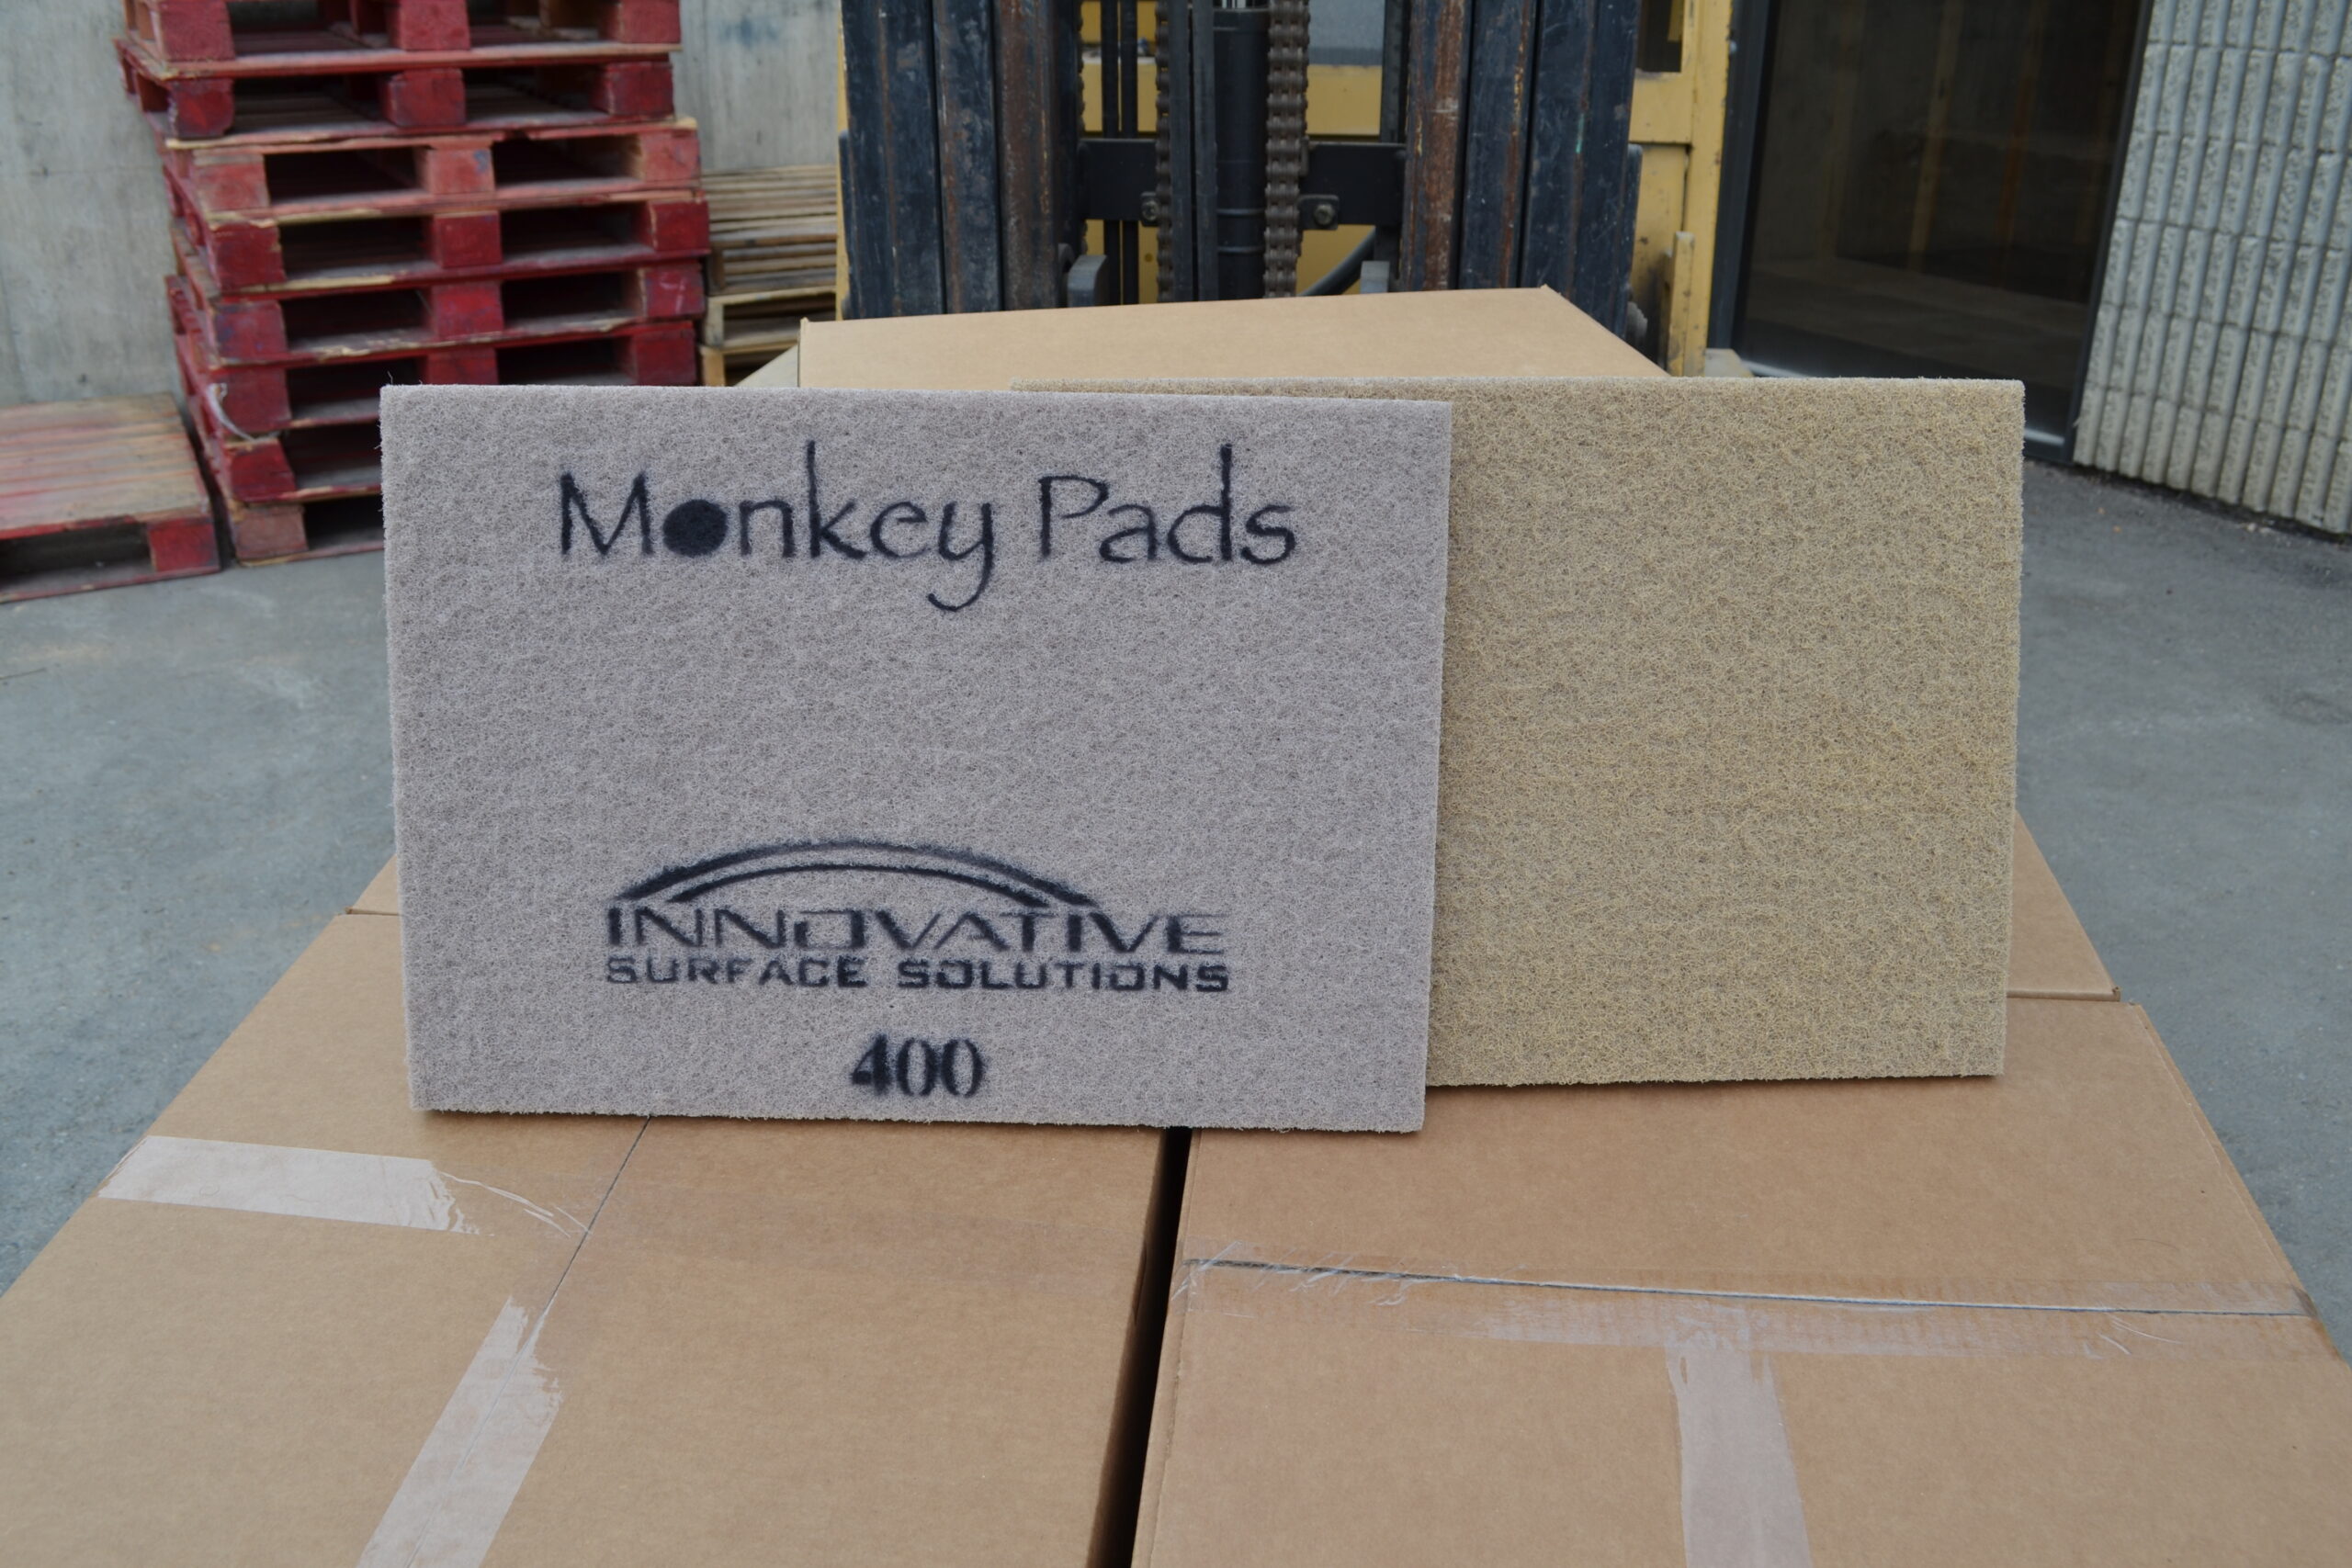 Monkey Pads
INNOVATIVE
SURFACE SOLUTIONS
400